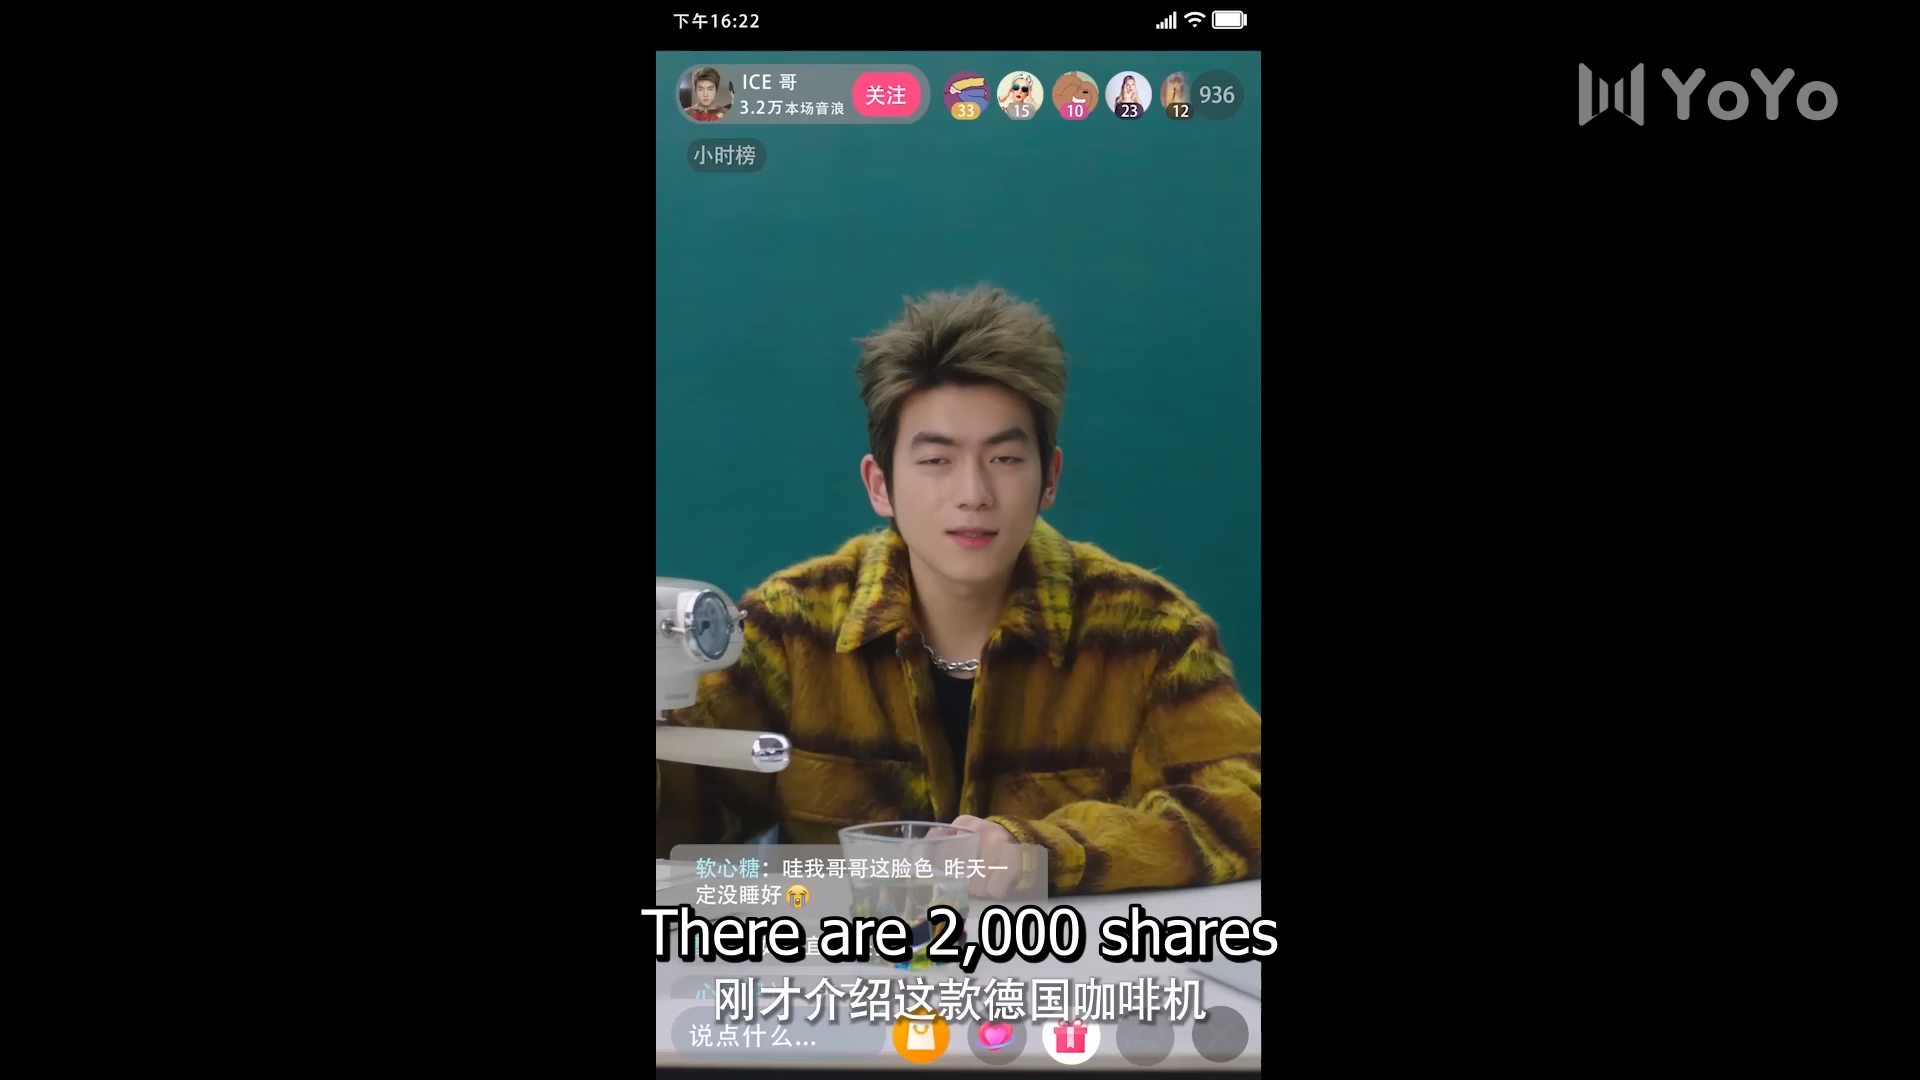 下午16:22
YoYo
ICE 哥
3.2万本场音浪
关注
33
15
10
23
12
936
小时榜
软心糖：哇我哥哥这脸色 昨天一
定没睡好😭
There are 2,000 shares
刚才介绍这款德国咖啡机
说点什么...